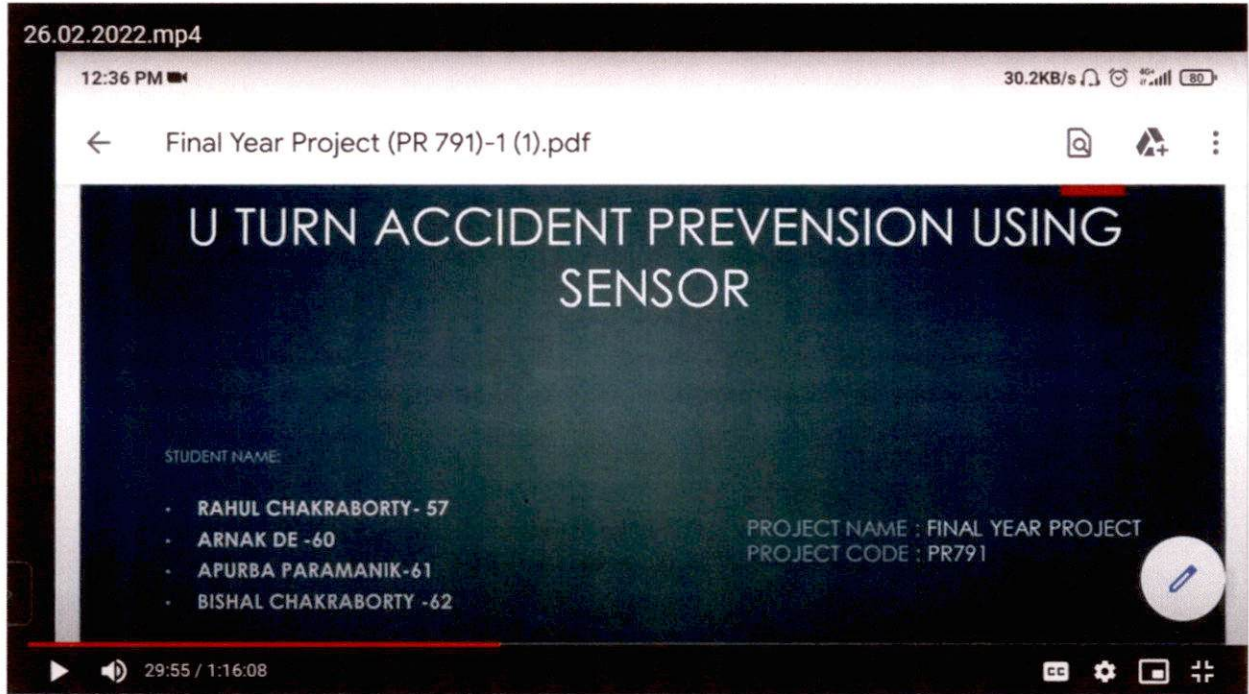 26.02.2022.mp4
12:36 PM
30.2KB/s 4G+ 80
Final Year Project (PR 791)-1 (1).pdf
U TURN ACCIDENT PREVENSION USING
SENSOR
STUDENT NAME:
RAHUL CHAKRABORTY- 57
ARNAK DE -60
APURBA PARAMANIK-61
BISHAL CHAKRABORTY -62
PROJECT NAME : FINAL YEAR PROJECT
PROJECT CODE : PR791
29:55 / 1:16:08
CC